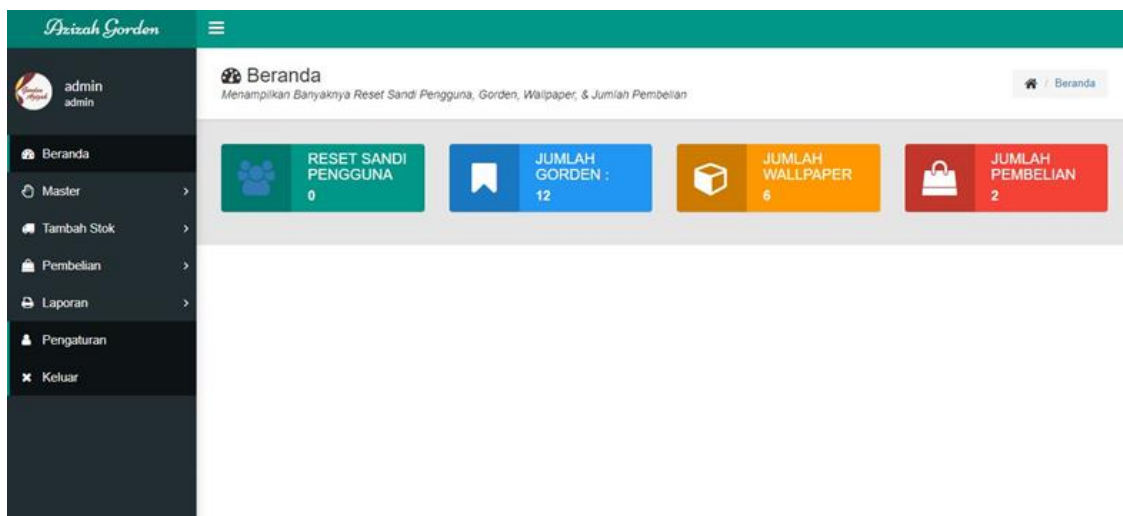 Azizah Gorden
admin
admin
Beranda
Master
Tambah Stok
Pembelian
Laporan
Pengaturan
Keluar
Beranda
Menampilkan Banyaknya Reset Sandi Pengguna, Gorden, Wallpaper, & Jumlah Pembelian
/ Beranda
RESET SANDI
PENGGUNA
0
JUMLAH
GORDEN :
12
JUMLAH
WALLPAPER
6
JUMLAH
PEMBELIAN
2